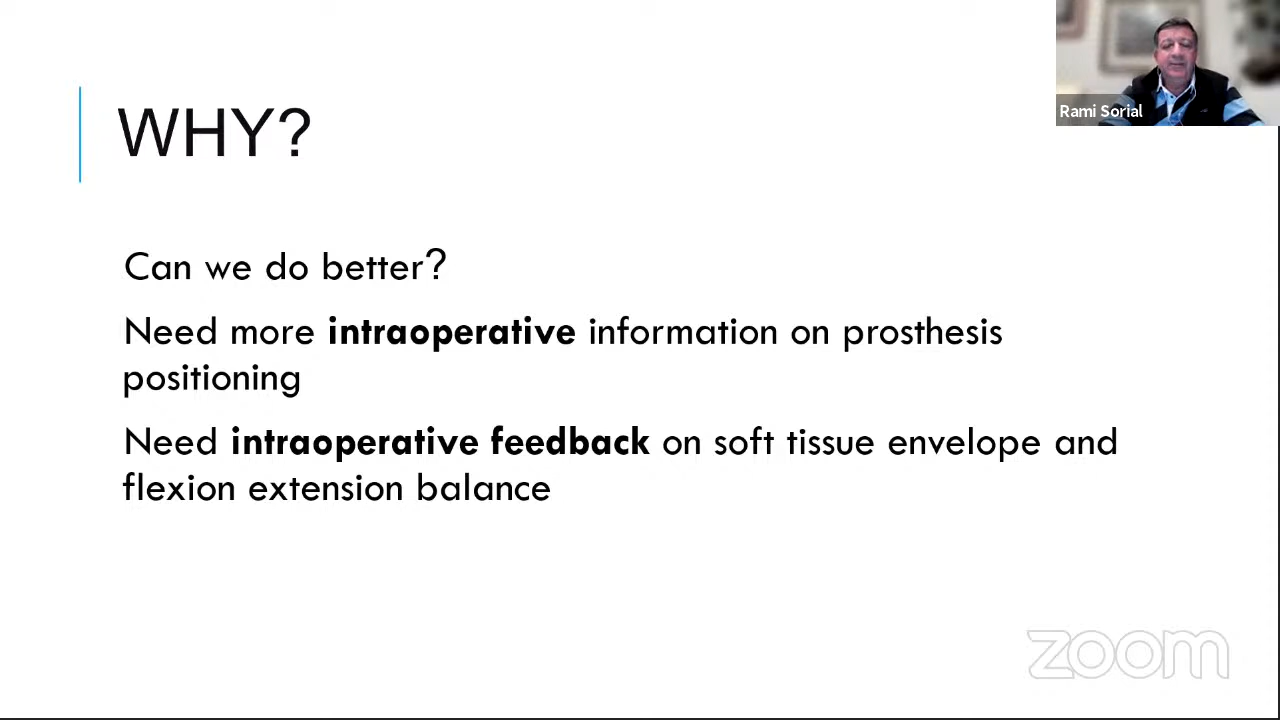 Rami Sorial
WHY?
Can we do better?
Need more intraoperative information on prosthesis
positioning
Need intraoperative feedback on soft tissue envelope and
flexion extension balance
zoom